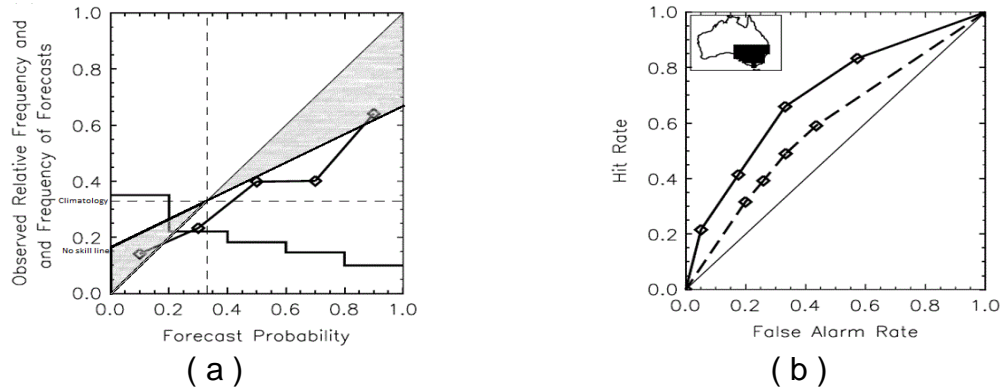 Observed Relative Frequency and
and Frequency of Forecasts
1.0
0.8
0.6
0.4
Climatology
0.2
No skill line
0.0
0.0 0.2 0.4 0.6 0.8 1.0
Forecast Probability
( a )
Hit Rate
1.0
0.8
0.6
0.4
0.2
0.0
0.0 0.2 0.4 0.6 0.8 1.0
False Alarm Rate
( b )